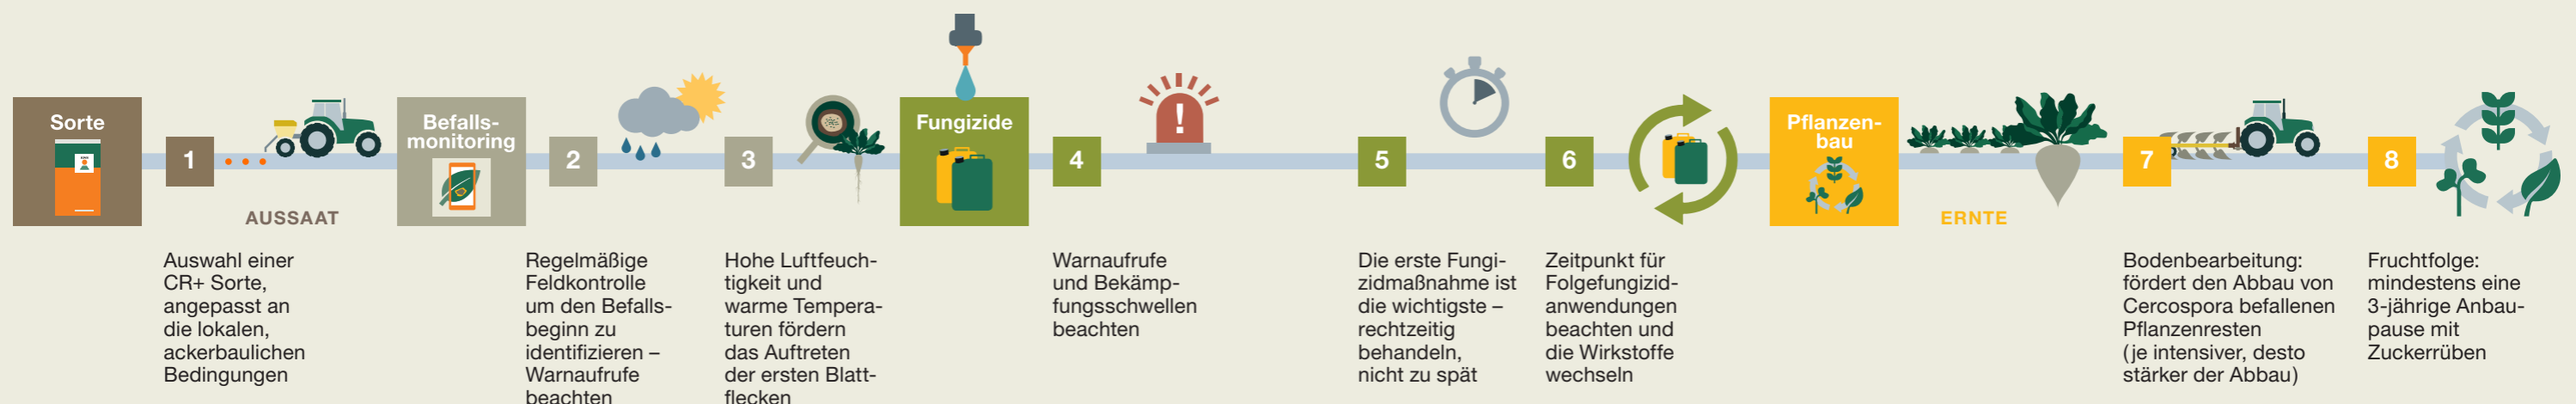 Sorte
1
AUSSAAT
Auswahl einer
CR+ Sorte,
angepasst an
die lokalen,
ackerbaulichen
Bedingungen
Befalls-
monitoring
2
Regelmäßige
Feldkontrolle
um den Befalls-
beginn zu
identifizieren –
Warnaufrufe
beachten
3
Hohe Luftfeuch-
tigkeit und
warme Tempera-
turen fördern
das Auftreten
der ersten Blatt-
flecken
Fungizide
4
!
Warnaufrufe
und Bekämp-
fungsschwellen
beachten
5
Die erste Fungi-
zidmaßnahme ist
die wichtigste –
rechtzeitig
behandeln,
nicht zu spät
6
Zeitpunkt für
Folgefungizid-
anwendungen
beachten und
die Wirkstoffe
wechseln
Pflanzen-
bau
ERNTE
7
Bodenbearbeitung:
fördert den Abbau von
Cercospora befallenen
Pflanzenresten
(je intensiver, desto
stärker der Abbau)
8
Fruchtfolge:
mindestens eine
3-jährige Anbau-
pause mit
Zuckerrüben